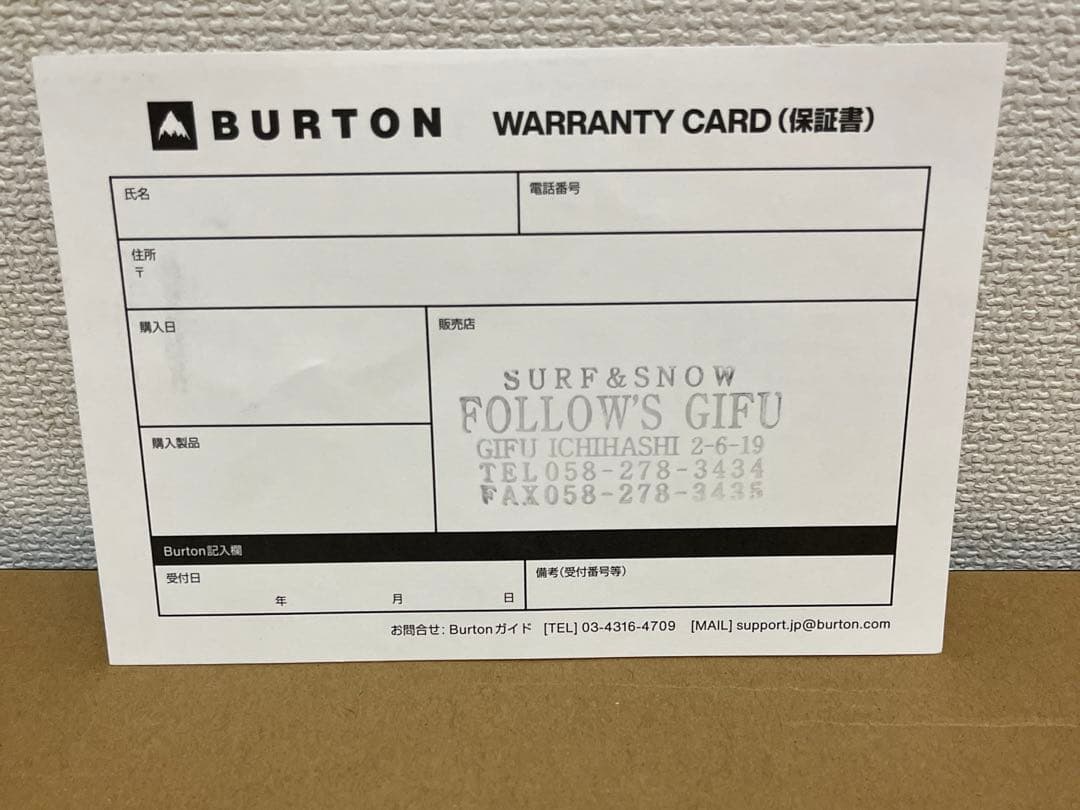 BURTON WARRANTY CARD(保証書)
氏名 電話番号
住所
〒
購入日 販売店
SURF&SNOW
FOLLOW'S GIFU
GIFU ICHIHASHI 2-6-19
TEL058-278-3434
FAX058-278-3435
購入製品
Burton記入欄
受付日 備考(受付番号等)
年 月 日
お問合せ: Burtonガイド [TEL] 03-4316-4709 [MAIL] support.jp@burton.com